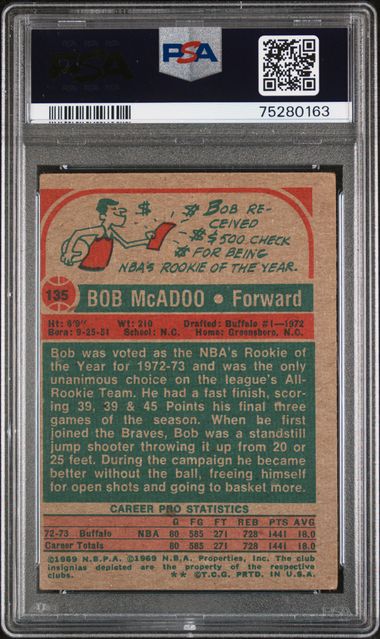 PSA
PSA
75280163
$ $ BOB RE-
CEIVED
$ $500 CHECK
$ FOR BEING
NBA'S ROOKIE OF THE YEAR.
135 BOB McADOO • Forward
Ht: 6'9" Wt: 210 Drafted: Buffalo #1—1972
Born: 9-25-51 School: N.C. Home: Greensboro, N.C.
Bob was voted as the NBA's Rookie of
the Year for 1972-73 and was the only
unanimous choice on the league's All-
Rookie Team. He had a fast finish, scor-
ing 39, 39 & 45 Points his final three
games of the season. When he first
joined the Braves, Bob was a standstill
jump shooter throwing it up from 20 or
25 feet. During the campaign he became
better without the ball, freeing himself
for open shots and going to basket more.
CAREER PRO STATISTICS
G FG FT REB PTS AVG
72-73 Buffalo NBA 80 585 271 728 1441 18.0
Career Totals 80 585 271 728 1441 18.0
©1969 N.B.P.A. ©1969 N.B.A. Properties, Inc. The club
insignias depicted are the property of the respective
clubs. ** ©T.C.G. PRTD. IN U.S.A.